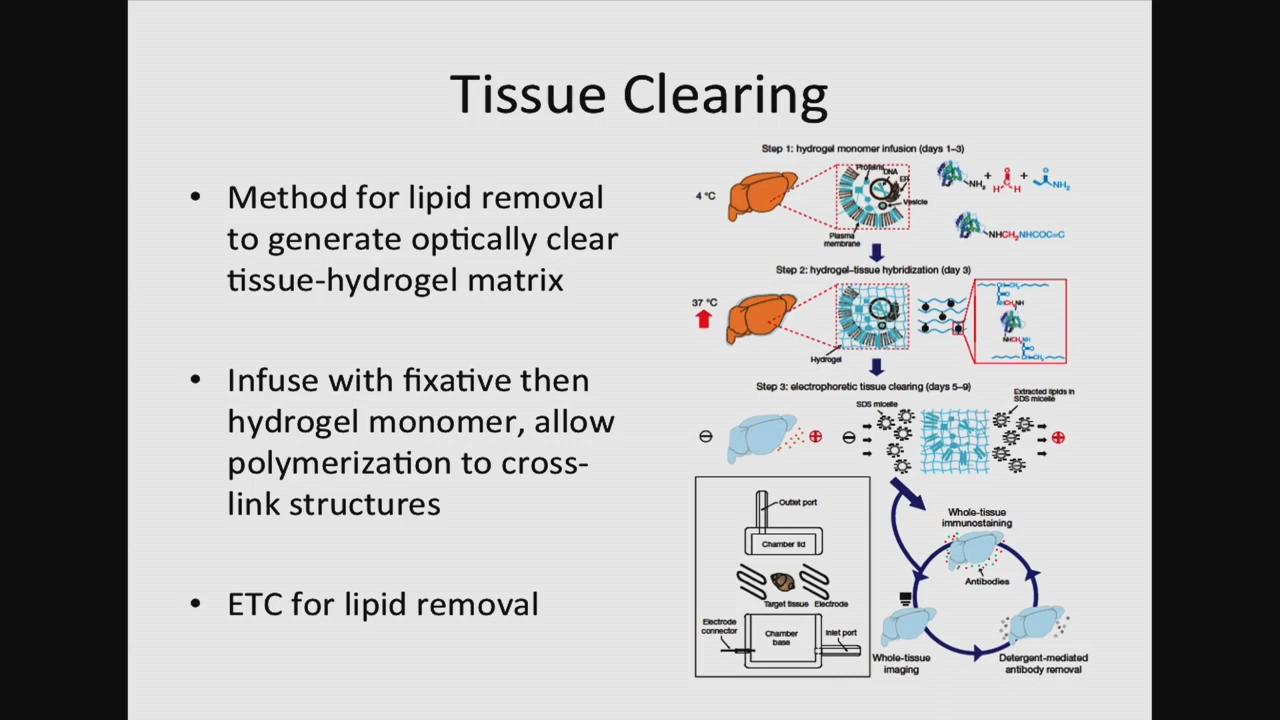 Tissue Clearing
• Method for lipid removal
to generate optically clear
tissue-hydrogel matrix
• Infuse with fixative then
hydrogel monomer, allow
polymerization to cross-
link structures
• ETC for lipid removal
Step 1: hydrogel monomer infusion (days 1–3)
4 °C
Proteins
DNA
ER
Vesicle
Plasma
membrane
NH2
+
H H
O
+
O
NH2
NHCH2NHCOC=C
Step 2: hydrogel–tissue hybridization (day 3)
37 °C
Hydrogel
Step 3: electrophoretic tissue clearing (days 5–9)
SDS micelle
Extracted lipids in
SDS micelle
Outlet port
Chamber lid
Target tissue
Electrode
Electrode
connector
Chamber
base
Inlet port
Whole-tissue
immunostaining
Antibodies
Whole-tissue
imaging
Detergent-mediated
antibody removal